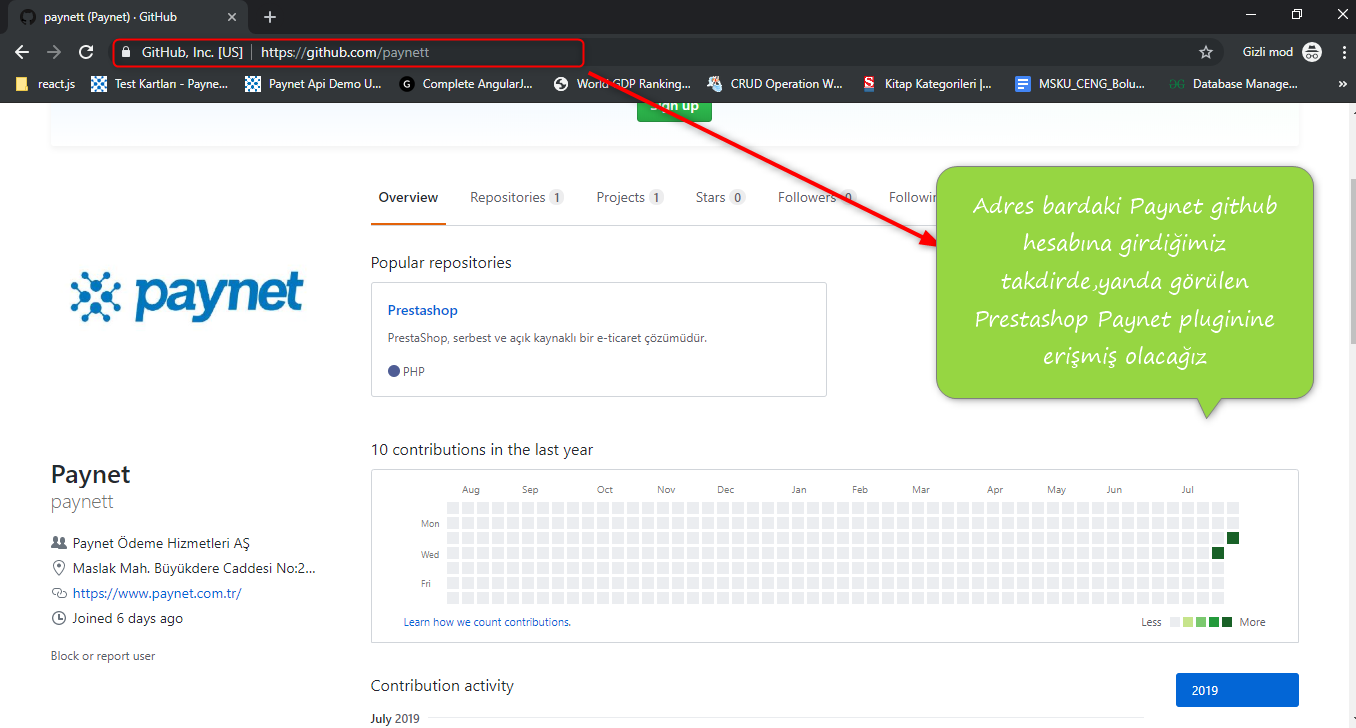 paynett (Paynet) · GitHub
GitHub, Inc. [US] https://github.com/paynett
Gizli mod
react.js Test Kartları - Payne... Paynet Api Demo U... Complete AngularJ... World GDP Ranking... CRUD Operation W... Kitap Kategorileri |... MSKU_CENG_Bolu... Database Manage... »
Sign up
Overview Repositories 1 Projects 1 Stars 0 Followers 0 Followin
Adres bardaki Paynet github
hesabına girdiğimiz
takdirde,yanda görülen
Prestashop Paynet pluginine
erişmiş olacağız
Popular repositories
Prestashop
PrestaShop, serbest ve açık kaynaklı bir e-ticaret çözümüdür.
PHP
paynet
Paynet
paynett
Paynet Ödeme Hizmetleri AŞ
Maslak Mah. Büyükdere Caddesi No:2...
https://www.paynet.com.tr/
Joined 6 days ago
Block or report user
10 contributions in the last year
Aug Sep Oct Nov Dec Jan Feb Mar Apr May Jun Jul
Mon
Wed
Fri
Learn how we count contributions.
Less More
Contribution activity
2019
July 2019